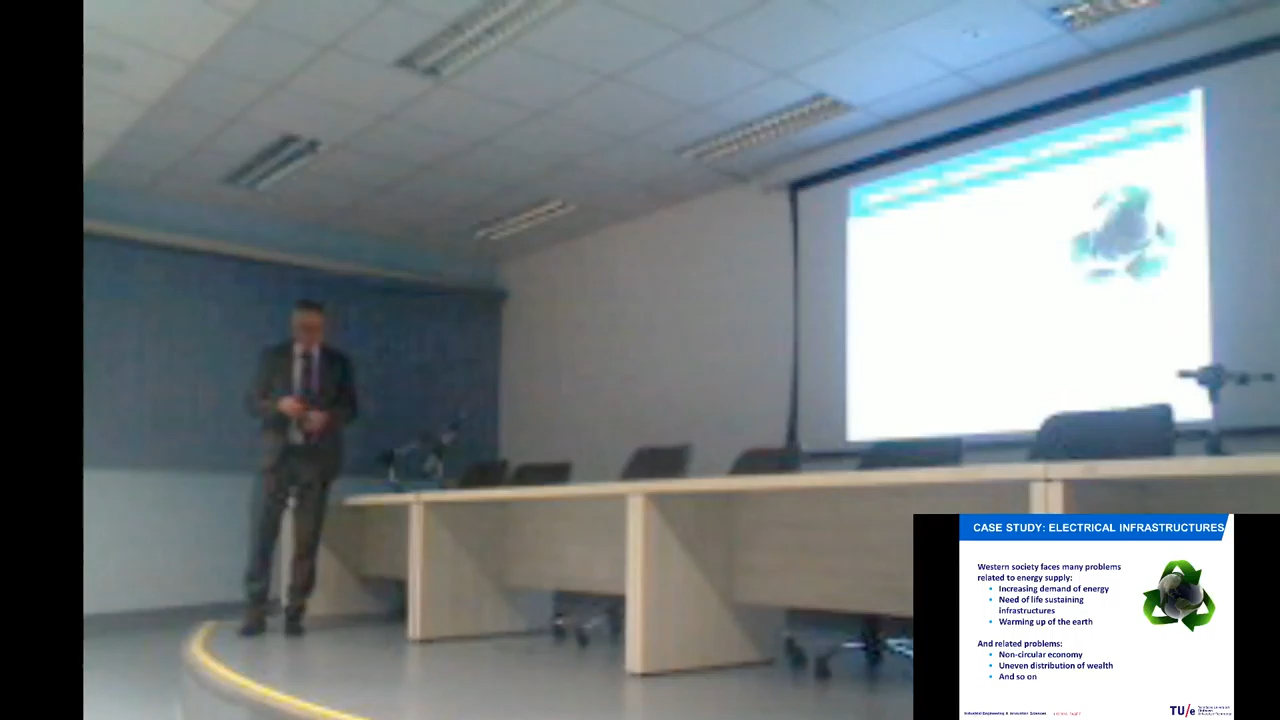 CASE STUDY: ELECTRICAL INFRASTRUCTURES
Western society faces many problems
related to energy supply:
Increasing demand of energy
Need of life sustaining
infrastructures
Warming up of the earth
And related problems:
Non-circular economy
Uneven distribution of wealth
And so on
TU/e